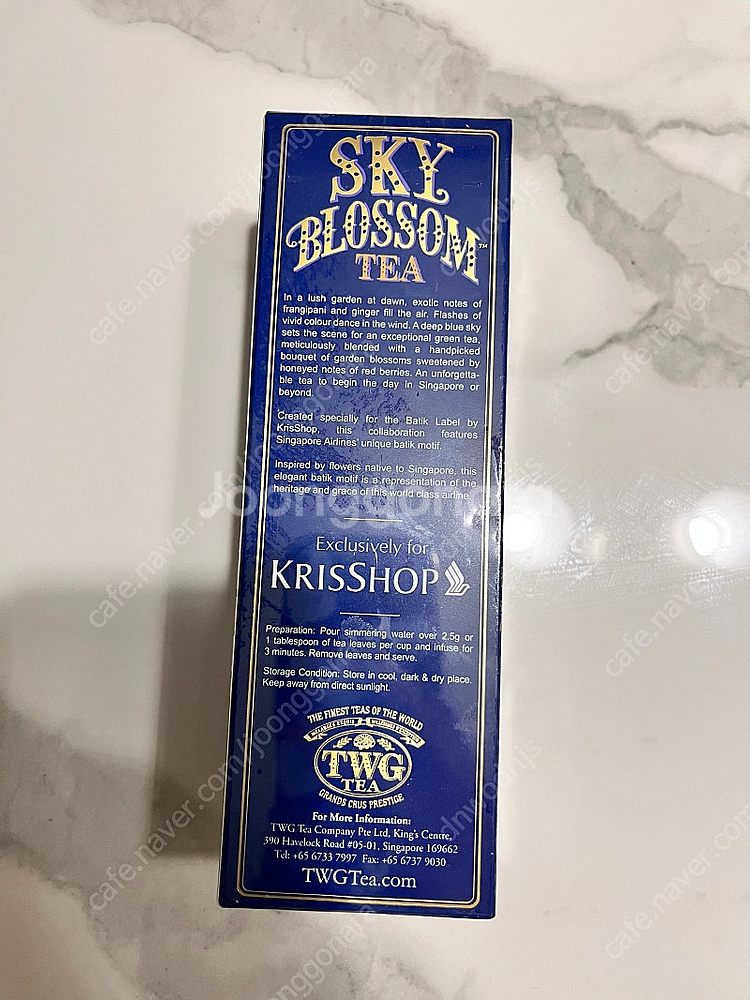 SKY
BLOSSOM™
TEA
In a lush garden at dawn, exotic notes of
frangipani and ginger fill the air. Flashes of
vivid colour dance in the wind. A deep blue sky
sets the scene for an exceptional green tea,
meticulously blended with a handpicked
bouquet of garden blossoms sweetened by
honeyed notes of red berries. An unforgetta-
ble tea to begin the day in Singapore or
beyond.
Created specially for the Batik Label by
KrisShop, this collaboration features
Singapore Airlines' unique batik motif.
Inspired by flowers native to Singapore, this
elegant batik motif is a representation of the
heritage and grace of this world class airline.
Joonggonara
Exclusively for
KRISSHOP
Preparation: Pour simmering water over 2.5g or
1 tablespoon of tea leaves per cup and infuse for
3 minutes. Remove leaves and serve.
Storage Condition: Store in cool, dark & dry place.
Keep away from direct sunlight.
THE FINEST TEAS OF THE WORLD
TWG
TEA
GRANDS CRUS PRESTIGE
For More Information:
TWG Tea Company Pte Ltd, King's Centre,
390 Havelock Road #05-01, Singapore 169662
Tel: +65 6733 7997 Fax: +65 6737 9030
TWGTea.com
cafe.naver.com/joonggonara